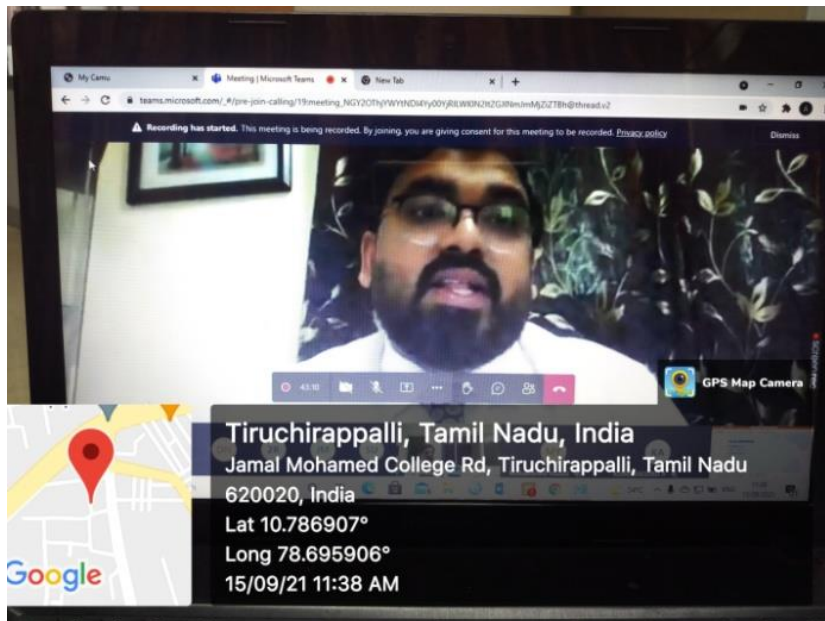 My Camu
Meeting | Microsoft Teams
New Tab
Recording has started. This meeting is being recorded. By joining, you are giving consent for this meeting to be recorded. Privacy policy
Dismiss
43:10
GPS Map Camera
Tiruchirappalli, Tamil Nadu, India
Jamal Mohamed College Rd, Tiruchirappalli, Tamil Nadu
620020, India
Lat 10.786907°
Long 78.695906°
15/09/21 11:38 AM
Google